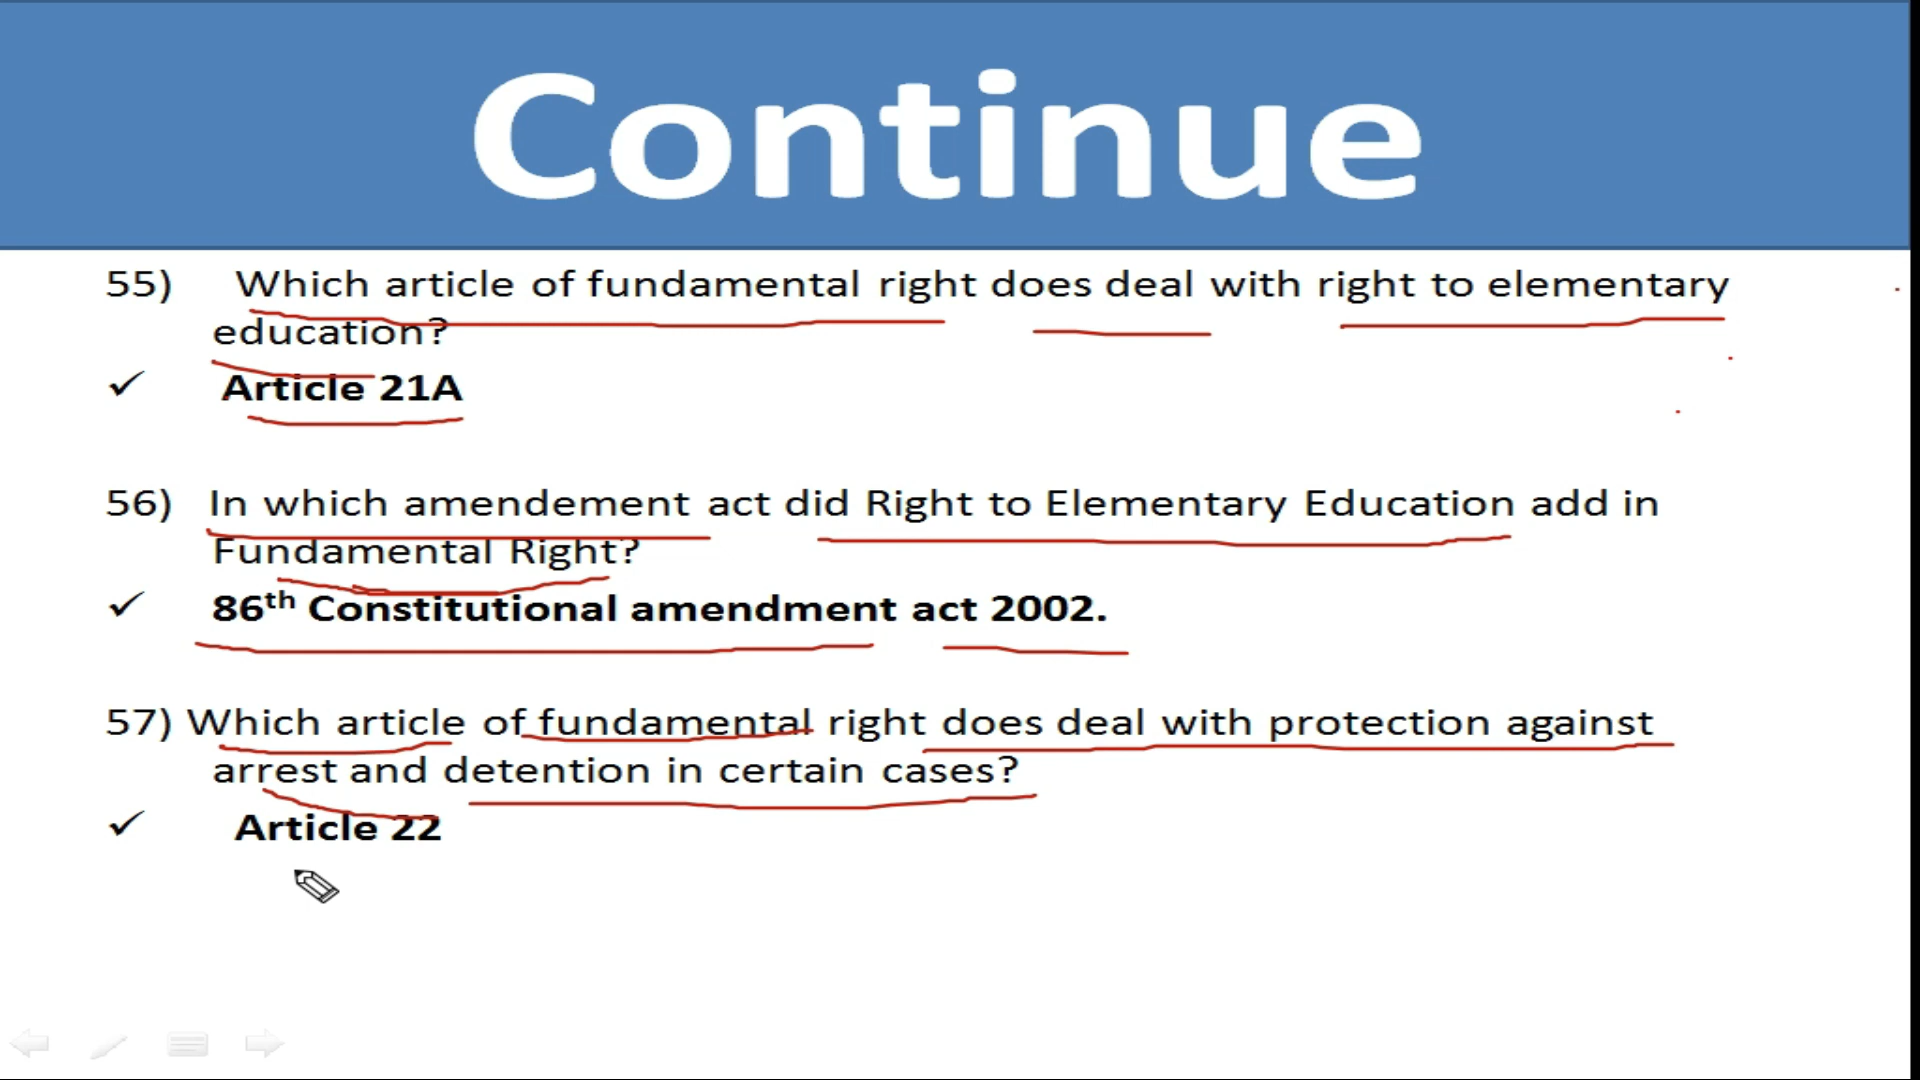 Continue
55) Which article of fundamental right does deal with right to elementary
education?
✓ Article 21A
56) In which amendement act did Right to Elementary Education add in
Fundamental Right?
✓ 86th Constitutional amendment act 2002.
57) Which article of fundamental right does deal with protection against
arrest and detention in certain cases?
✓ Article 22